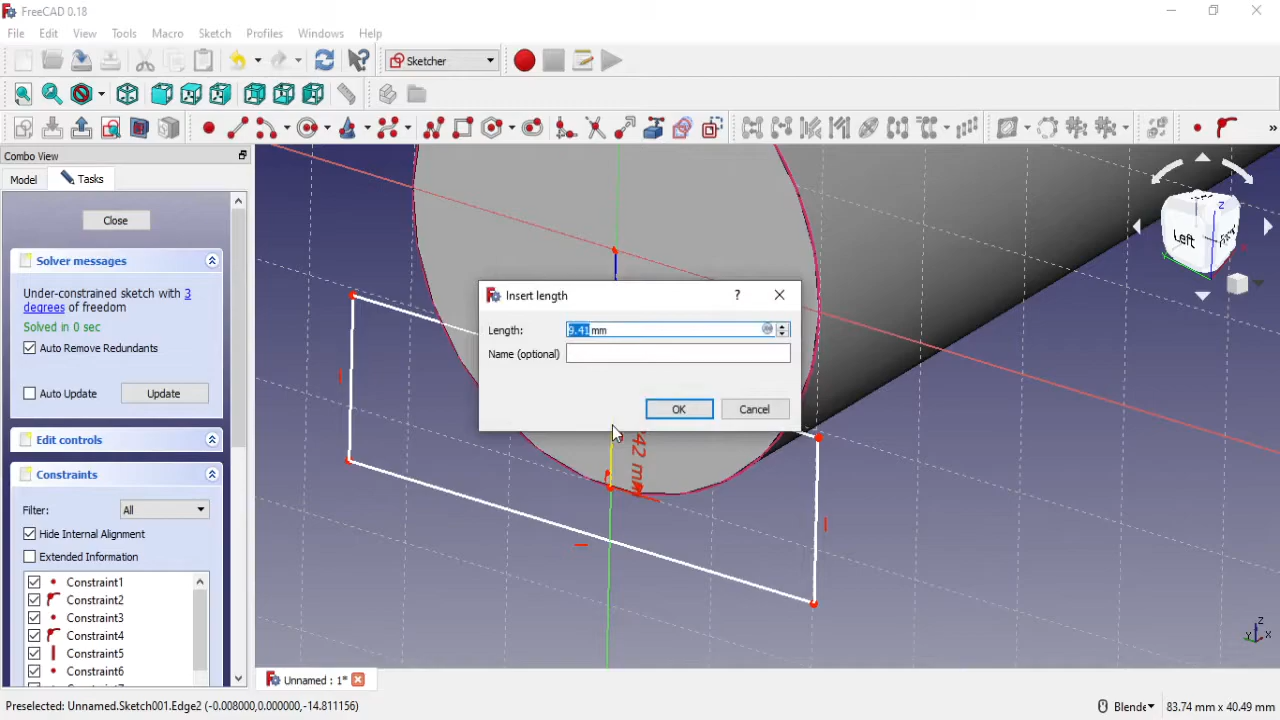 FreeCAD 0.18
File Edit View Tools Macro Sketch Profiles Windows Help
Sketcher
Combo View
Model Tasks
Close
Solver messages
Under-constrained sketch with 3
degrees of freedom
Solved in 0 sec
Auto Remove Redundants
Auto Update Update
Edit controls
Constraints
Filter: All
Hide Internal Alignment
Extended Information
Constraint1
Constraint2
Constraint3
Constraint4
Constraint5
Constraint6
Insert length
?
Length: 9.41 mm
Name (optional)
OK Cancel
42 mm
Left
Z
Z
Y X
Unnamed : 1*
Preselected: Unnamed.Sketch001.Edge2 (-0.008000,0.000000,-14.811156)
Blende
83.74 mm x 40.49 mm